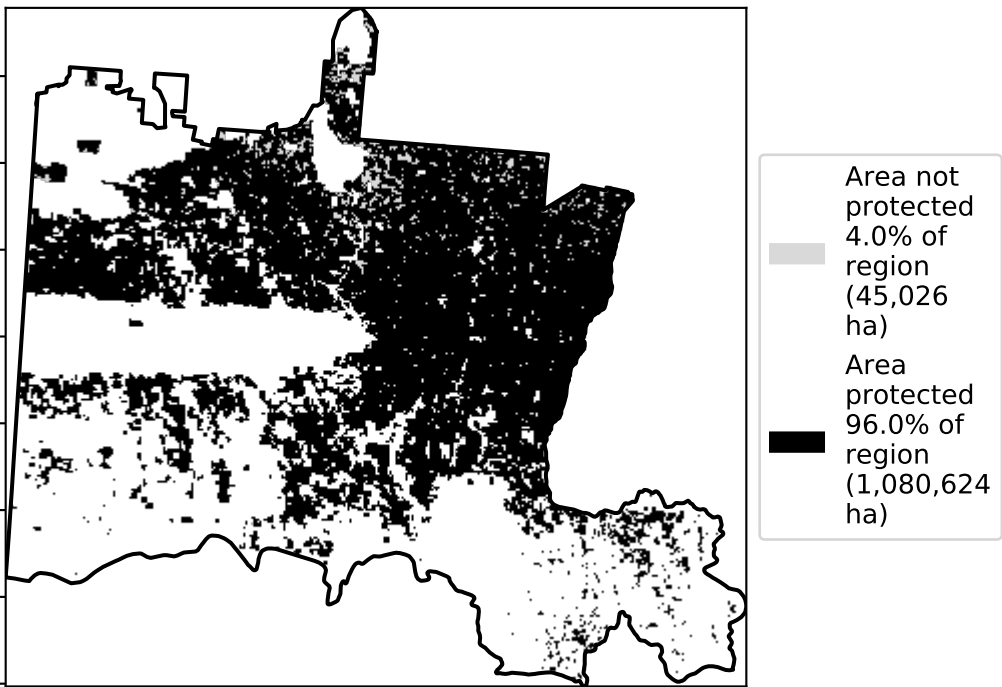 Area not
protected
4.0% of
region
(45,026
ha)
Area
protected
96.0% of
region
(1,080,624
ha)